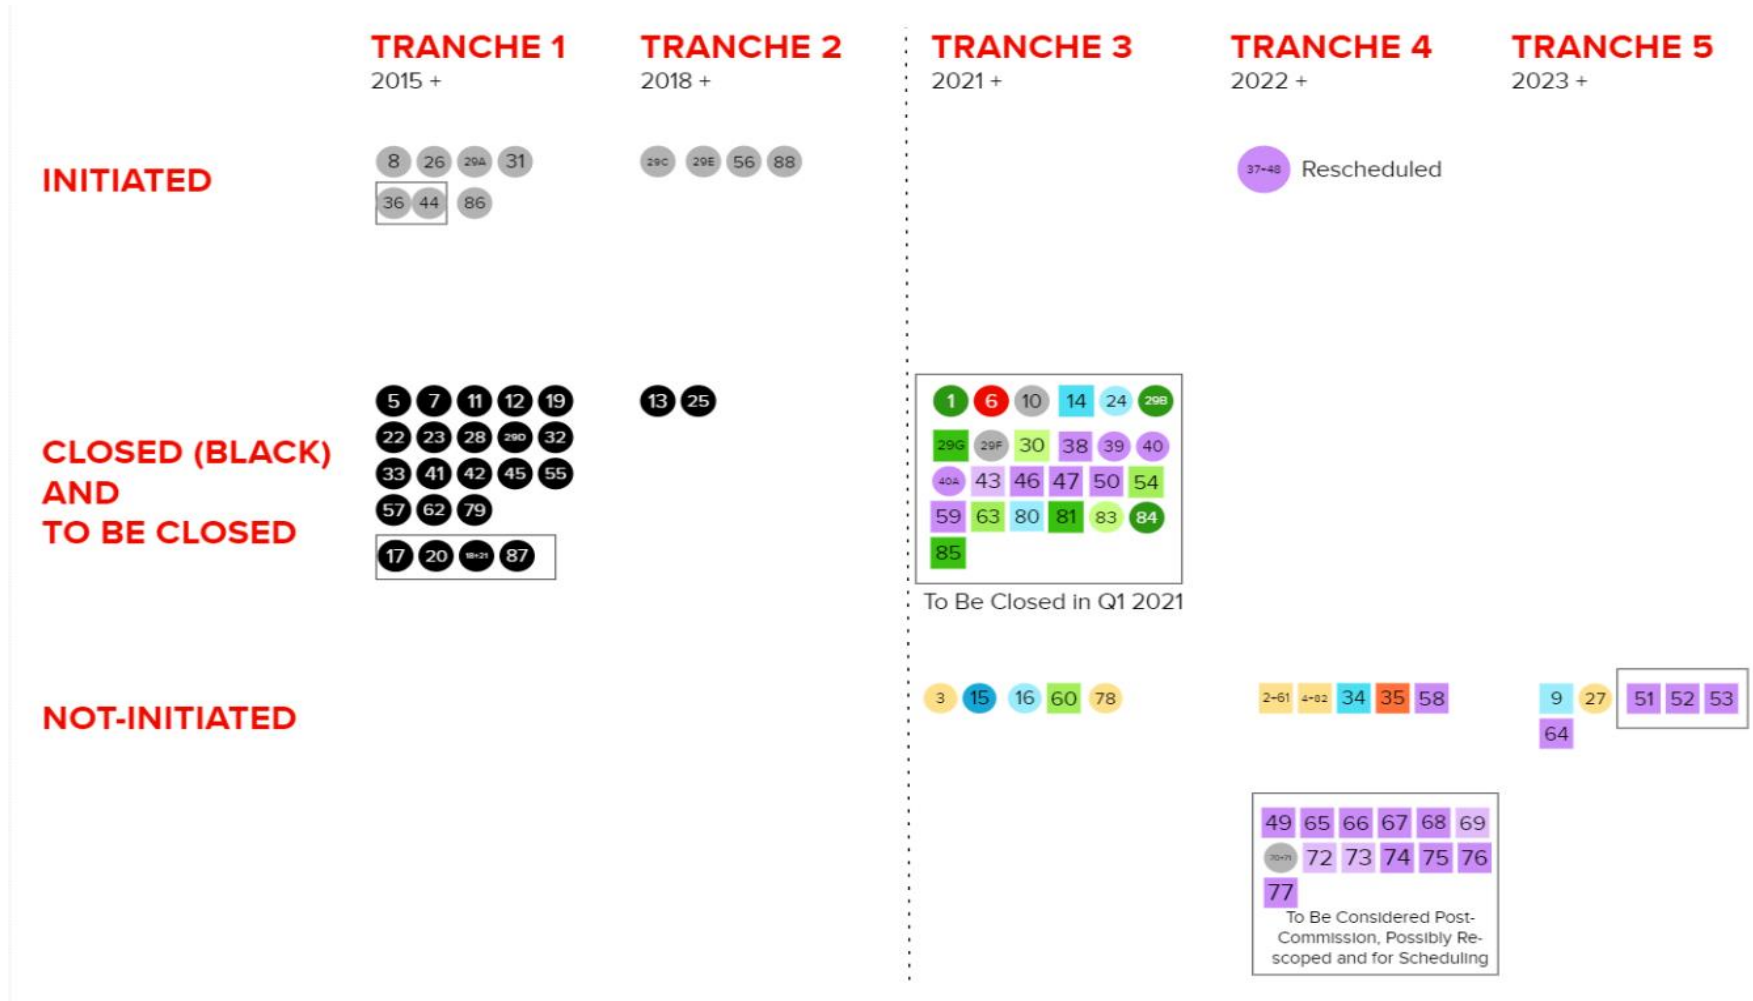 TRANCHE 1 TRANCHE 2 TRANCHE 3 TRANCHE 4 TRANCHE 5
2015 + 2018 + 2021 + 2022 + 2023 +
INITIATED
8 26 29A 31
36 44 86
29C 29E 56 88
37+48 Rescheduled
CLOSED (BLACK)
AND
TO BE CLOSED
5 7 11 12 19
22 23 28 29D 32
33 41 42 45 55
57 62 79
17 20 18+21 87
13 25
1 6 10 14 24 29B
29G 29F 30 38 39 40
40A 43 46 47 50 54
59 63 80 81 83 84
85
To Be Closed in Q1 2021
NOT-INITIATED
3 15 16 60 78
2+61 4+82 34 35 58
9 27 51 52 53
64
49 65 66 67 68 69
70+71 72 73 74 75 76
77
To Be Considered Post-
Commission, Possibly Re-
scoped and for Scheduling